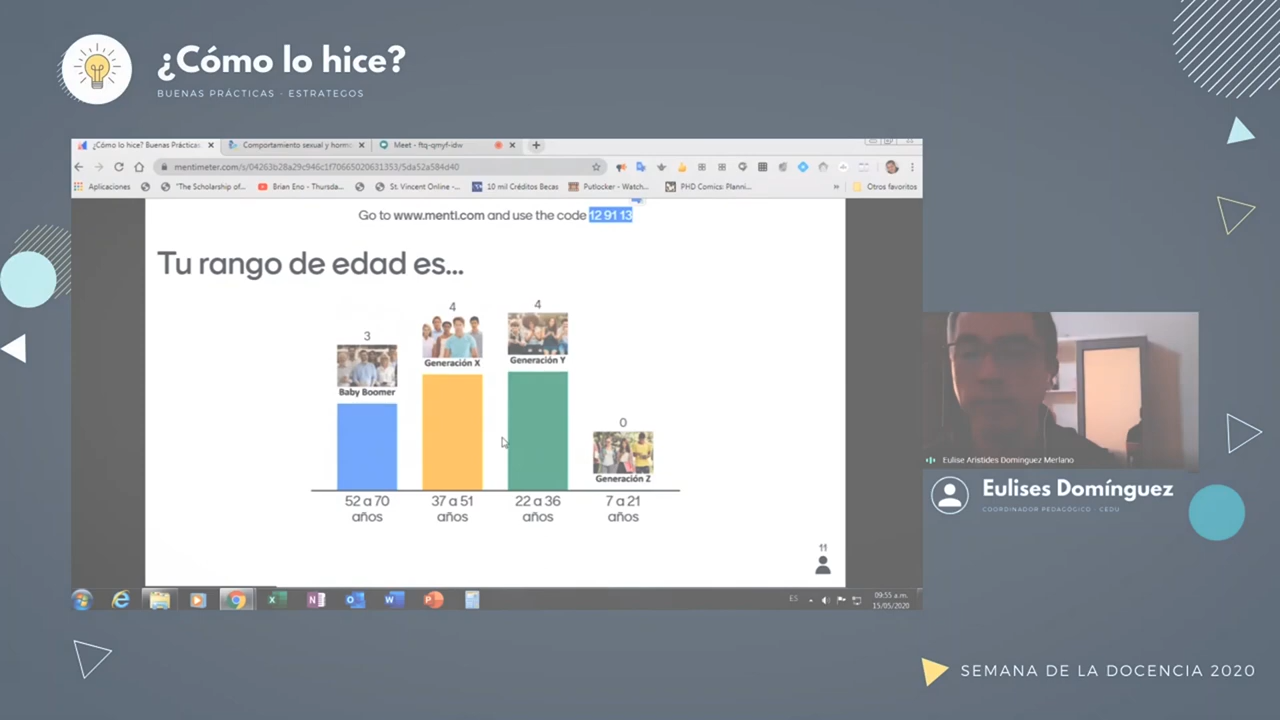 ¿Cómo lo hice?
BUENAS PRÁCTICAS - ESTRATEGOS
¿Cómo lo hice? Buenas Prácticas.
Comportamiento sexual y hormo
Meet - ftq-qmyf-idw
mentimeter.com/s/04263b28a29c946c1f70665020631353/5da52a584d40
Aplicaciones
"The Scholarship of...
Brian Eno - Thursda...
St. Vincent Online -...
10 mil Créditos Becas
Putlocker - Watch...
PHD Comics: Planni...
»
Otros favoritos
Go to www.menti.com and use the code 12 91 13
Tu rango de edad es...
3
4
4
0
Baby Boomer
Generación X
Generación Y
Generación Z
52 a 70
años
37 a 51
años
22 a 36
años
7 a 21
años
11
ES
09:55 a.m.
15/05/2020
Eulise Aristides Dominguez Merlano
Eulises Domínguez
COORDINADOR PEDAGÓGICO - CEDU
SEMANA DE LA DOCENCIA 2020